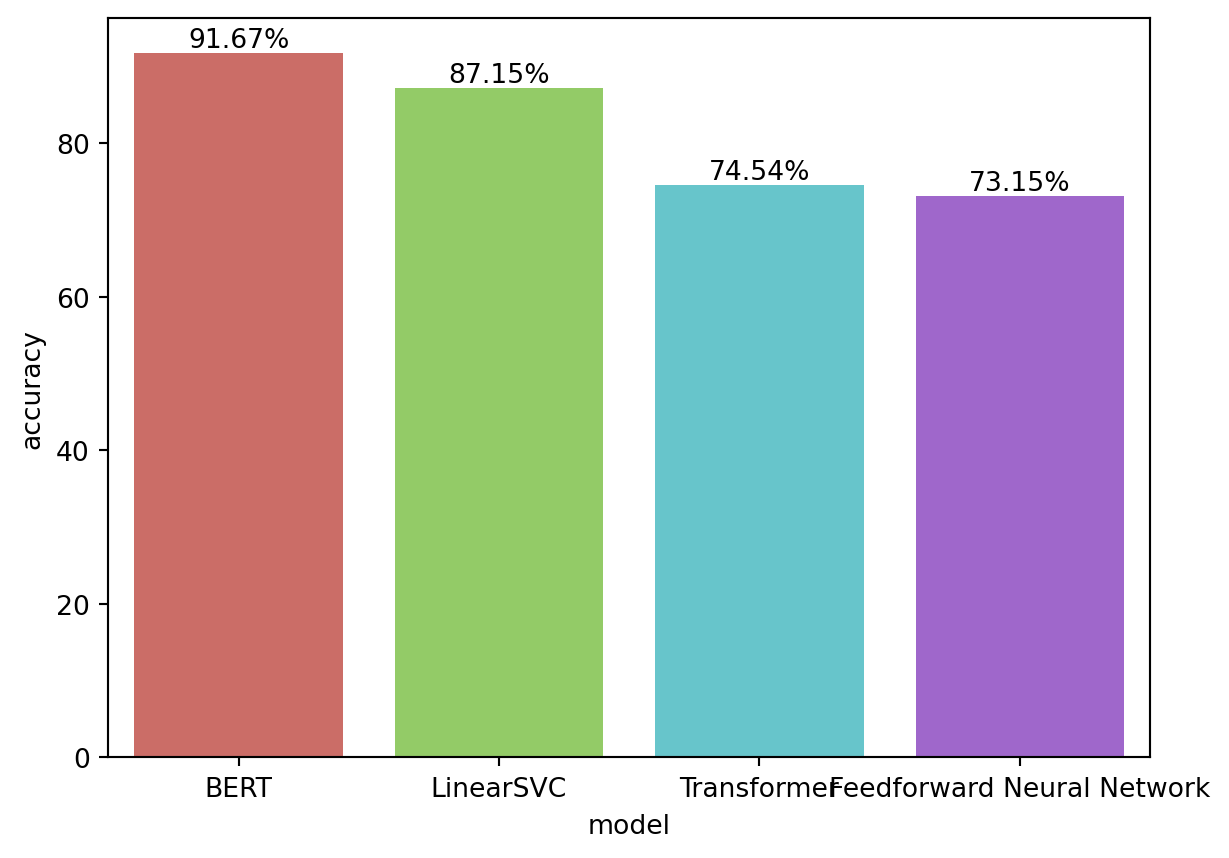 91.67%
87.15%
74.54%
73.15%
80
60
40
20
0
accuracy
BERT
LinearSVC
Transformer
Feedforward Neural Network
model